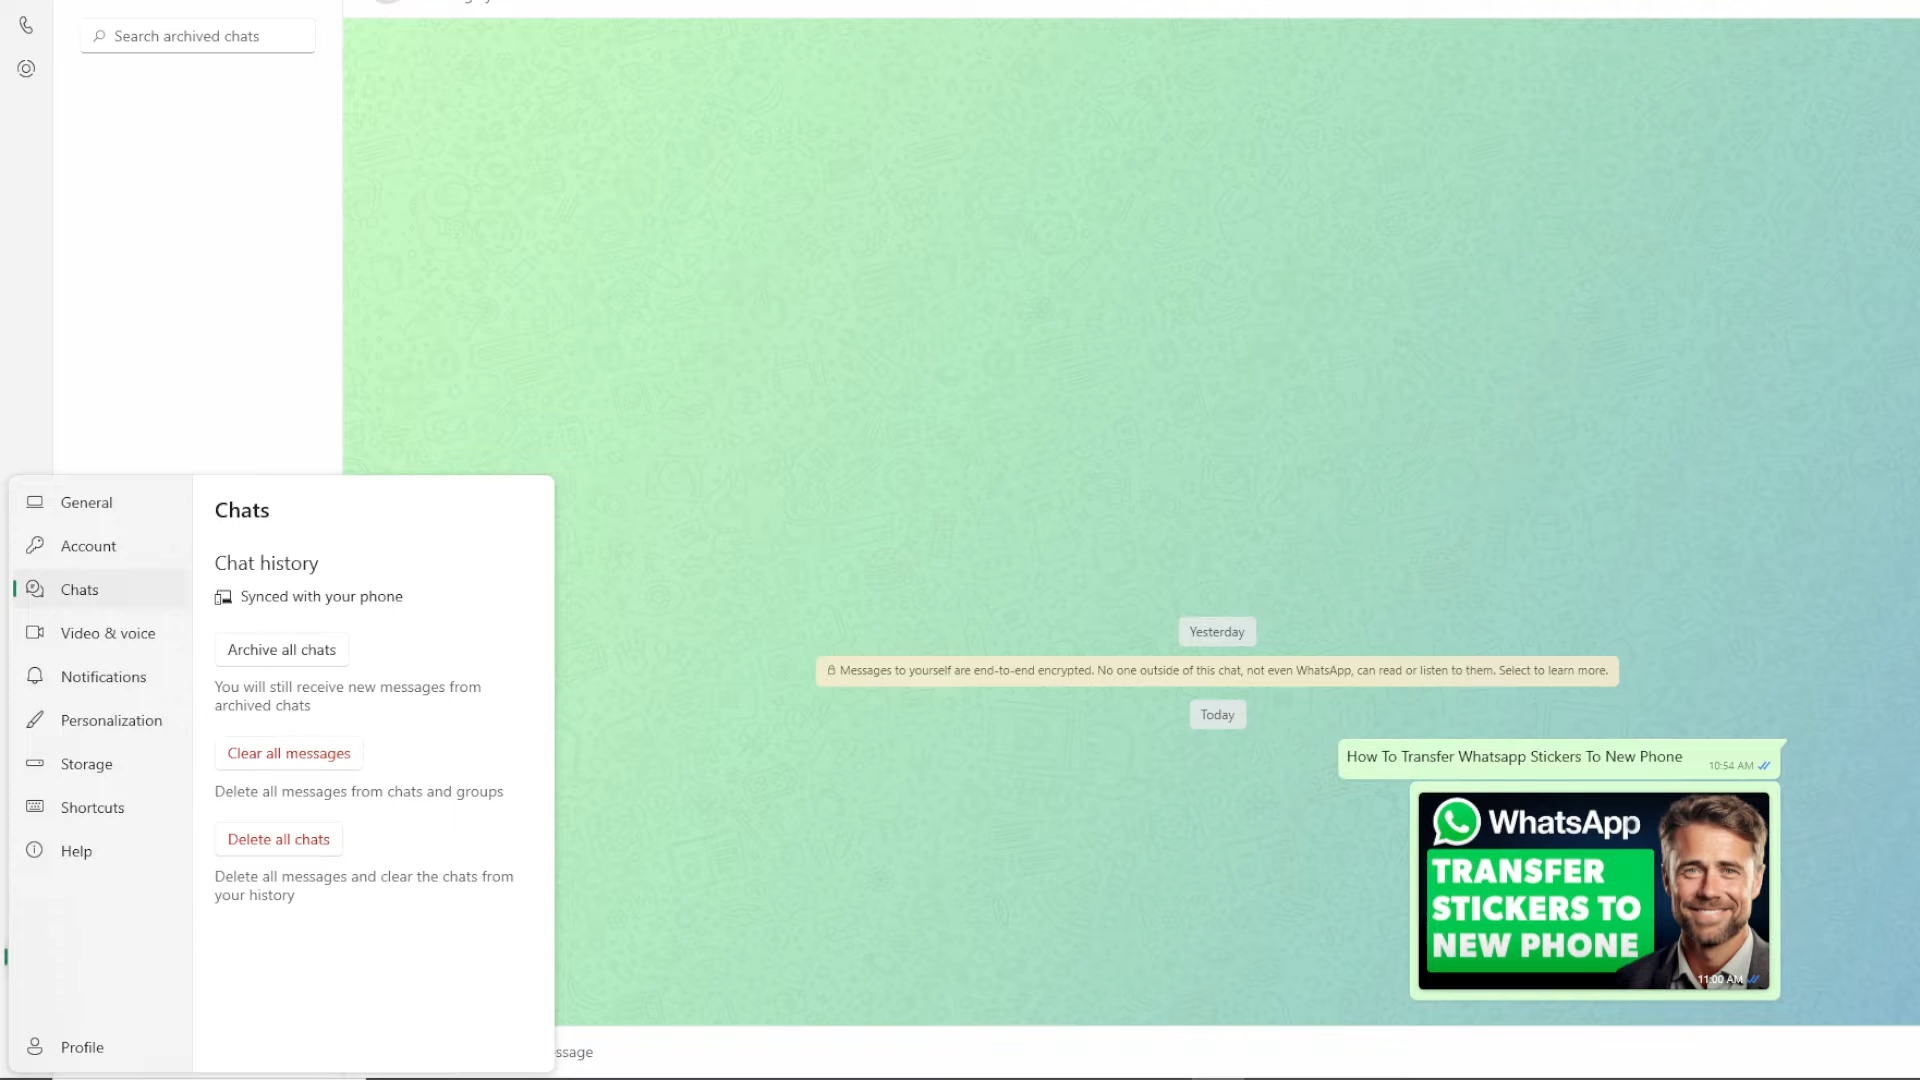 Search archived chats
General
Account
Chats
Video & voice
Notifications
Personalization
Storage
Shortcuts
Help
Profile
Chats
Chat history
Synced with your phone
Archive all chats
You will still receive new messages from
archived chats
Clear all messages
Delete all messages from chats and groups
Delete all chats
Delete all messages and clear the chats from
your history
Yesterday
Messages to yourself are end-to-end encrypted. No one outside of this chat, not even WhatsApp, can read or listen to them. Select to learn more.
Today
How To Transfer Whatsapp Stickers To New Phone
10:54 AM
WhatsApp
TRANSFER
STICKERS TO
NEW PHONE
11:00 AM
ssage